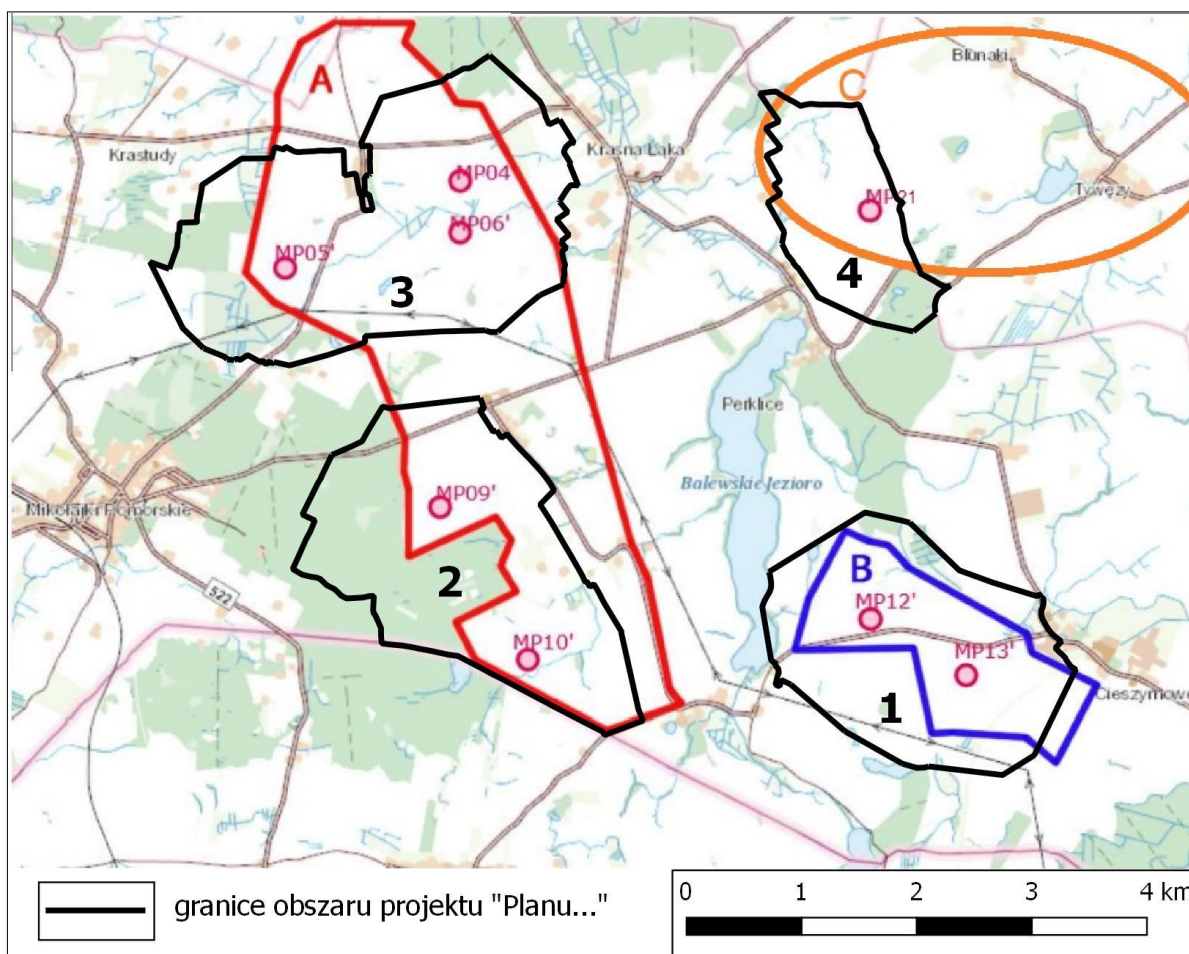 A
C
Blunaki
Krastudy
Krasna Łąka
MP04
Tywęzy
MP21
MP06'
MP05'
3
4
Perklice
Balewskie Jezioro
MP09'
Mikołajki Pomorskie
B
2
522
MP12'
MP10'
MP13'
1
Cieszymowo
granice obszaru projektu "Planu..."
0 1 2 3 4 km